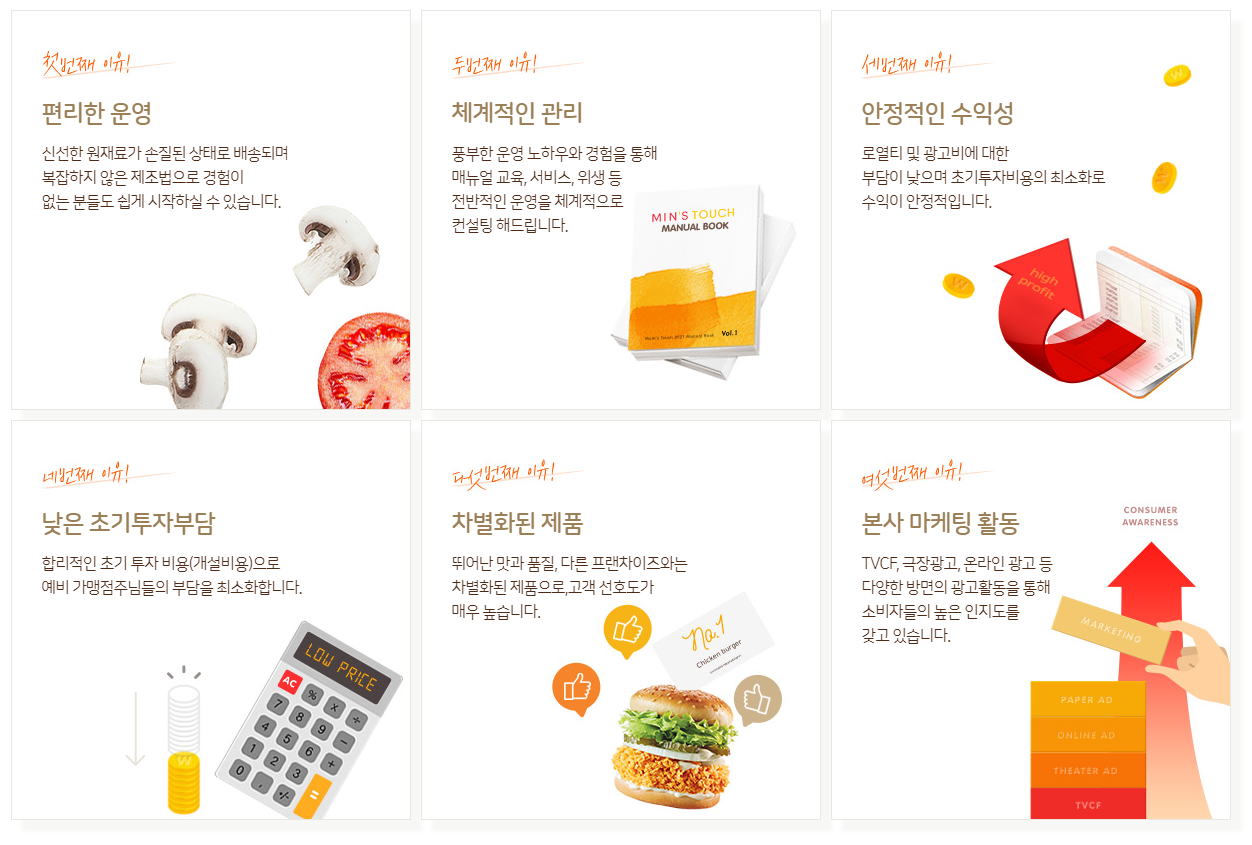 첫번째 이유!
편리한 운영
신선한 원재료가 손질된 상태로 배송되며
복잡하지 않은 제조법으로 경험이
없는 분들도 쉽게 시작하실 수 있습니다.
두번째 이유!
체계적인 관리
풍부한 운영 노하우와 경험을 통해
매뉴얼 교육, 서비스, 위생 등
전반적인 운영을 체계적으로
컨설팅 해드립니다.
MIN'S TOUCH
MANUAL BOOK
Mom's Touch 2021 Manual Book Vol.1
세번째 이유!
안정적인 수익성
로열티 및 광고비에 대한
부담이 낮으며 초기투자비용의 최소화로
수익이 안정적입니다.
W
W
high
profit
네번째 이유!
낮은 초기투자부담
합리적인 초기 투자 비용(개설비용)으로
예비 가맹점주님들의 부담을 최소화합니다.
LOW PRICE
AC % x ÷
7 8 9 −
4 5 6 +
1 2 3
0 , +/- =
W
다섯번째 이유!
차별화된 제품
뛰어난 맛과 품질, 다른 프랜차이즈와는
차별화된 제품으로,고객 선호도가
매우 높습니다.
No.1
Chicken burger
여섯번째 이유!
본사 마케팅 활동
TVCF, 극장광고, 온라인 광고 등
다양한 방면의 광고활동을 통해
소비자들의 높은 인지도를
갖고 있습니다.
CONSUMER
AWARENESS
MARKETING
PAPER AD
ONLINE AD
THEATER AD
TVCF